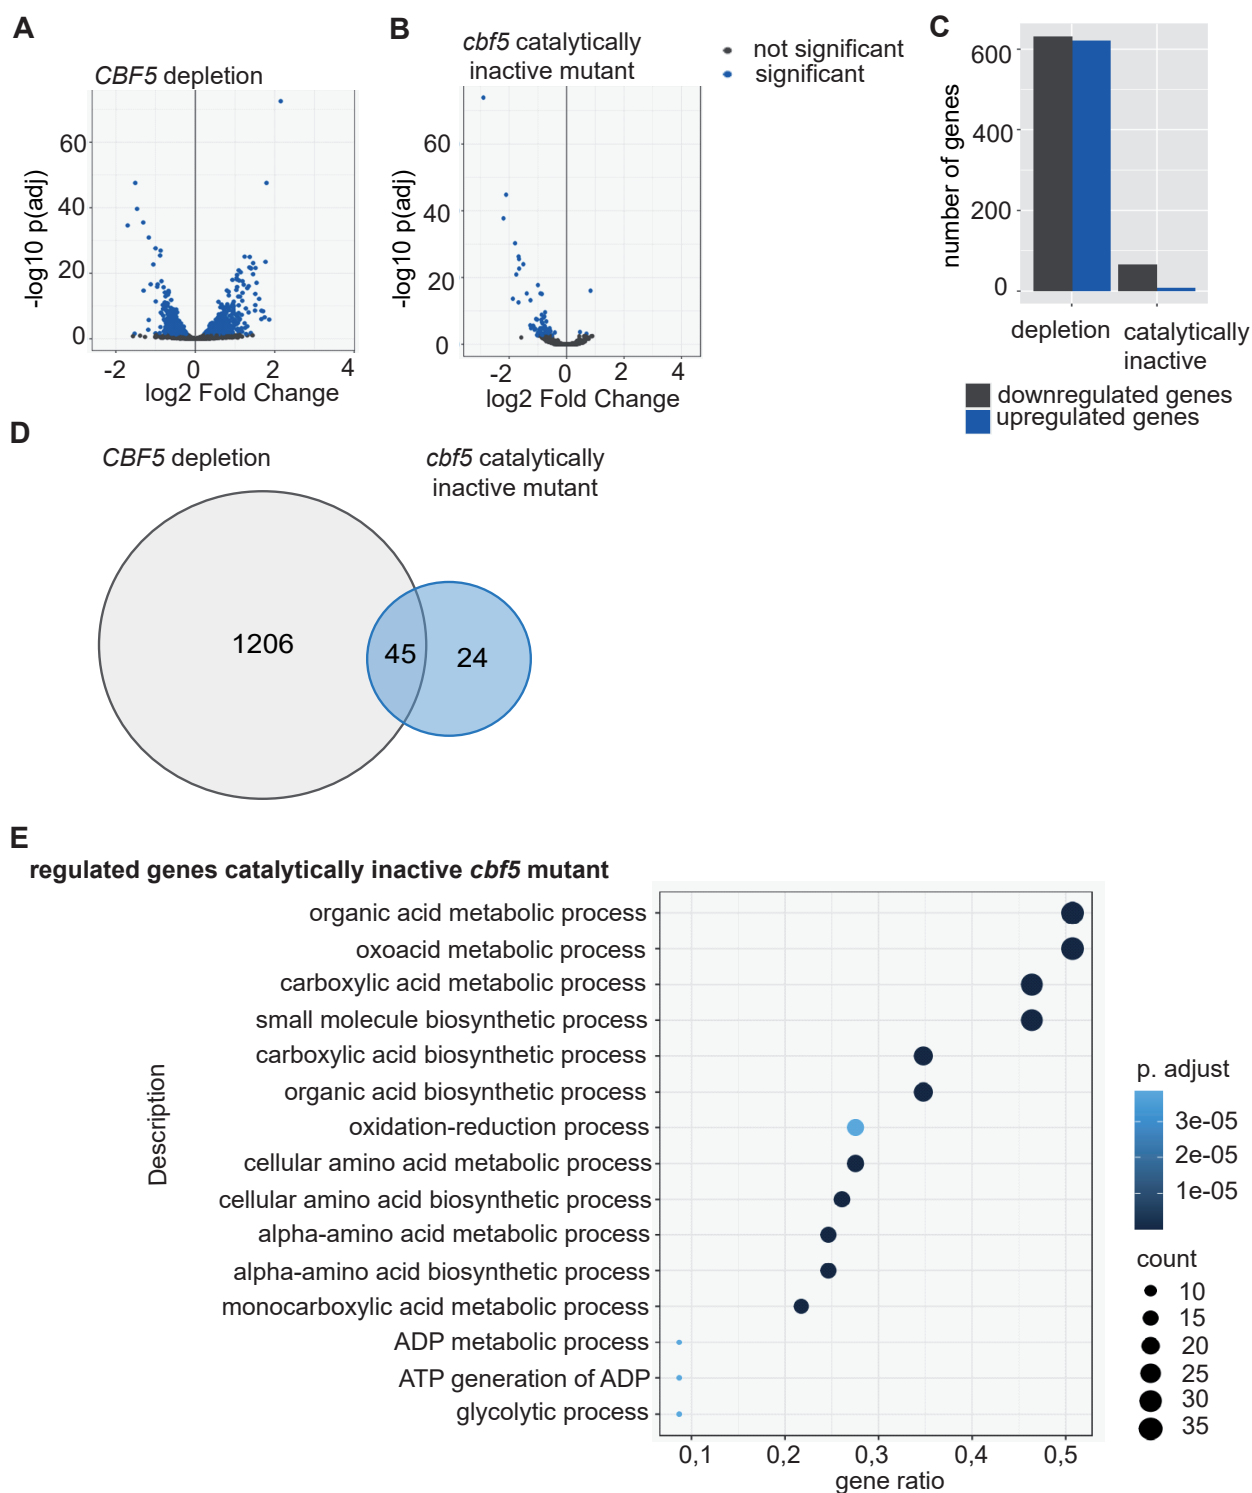 A
CBF5 depletion
-log10 p(adj)
60
40
20
0
-2
0
2
4
log2 Fold Change
B
cbf5 catalytically
inactive mutant
not significant
significant
-log10 p(adj)
60
40
20
0
-2
0
2
4
log2 Fold Change
C
number of genes
600
400
200
0
depletion
catalytically
inactive
downregulated genes
upregulated genes
D
CBF5 depletion
cbf5 catalytically
inactive mutant
1206
45
24
E
regulated genes catalytically inactive cbf5 mutant
Description
organic acid metabolic process
oxoacid metabolic process
carboxylic acid metabolic process
small molecule biosynthetic process
carboxylic acid biosynthetic process
organic acid biosynthetic process
oxidation-reduction process
cellular amino acid metabolic process
cellular amino acid biosynthetic process
alpha-amino acid metabolic process
alpha-amino acid biosynthetic process
monocarboxylic acid metabolic process
ADP metabolic process
ATP generation of ADP
glycolytic process
0,1
0,2
0,3
0,4
0,5
gene ratio
p. adjust
3e-05
2e-05
1e-05
count
10
15
20
25
30
35